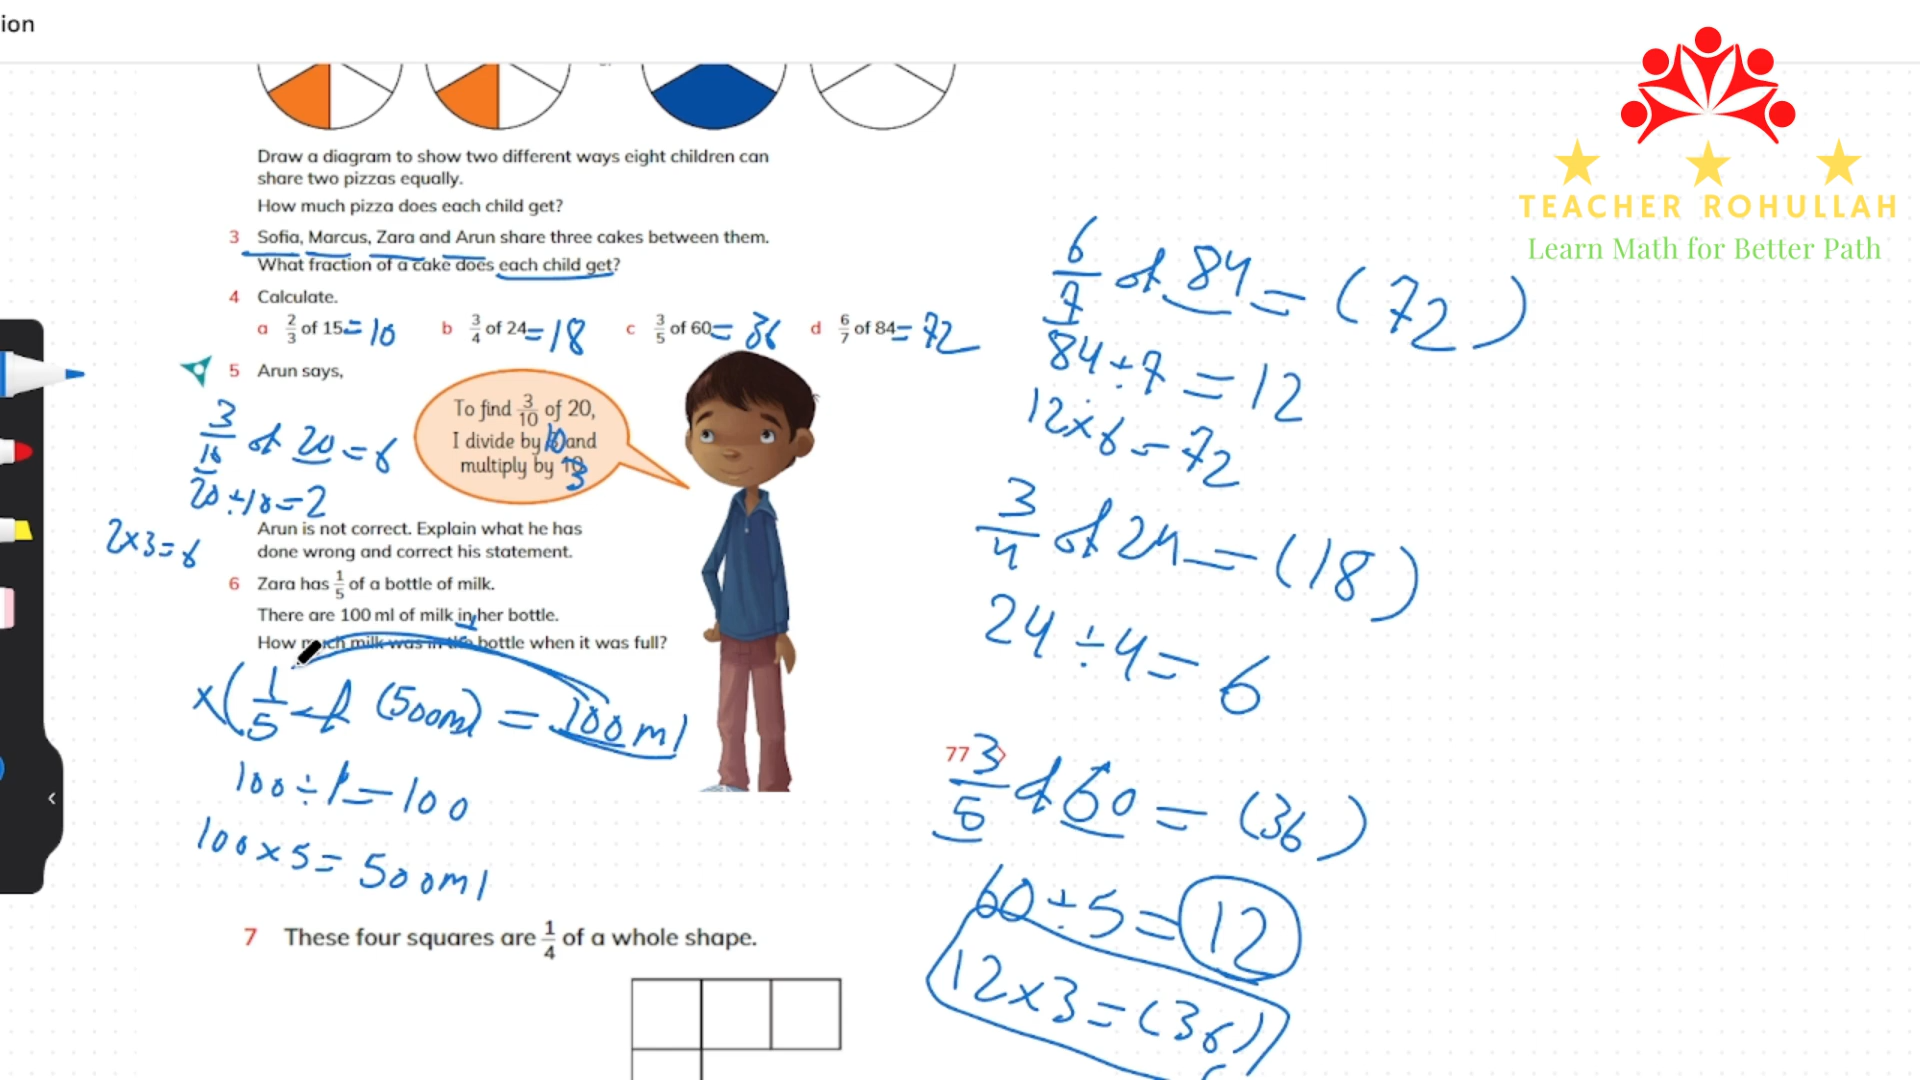 ion
Draw a diagram to show two different ways eight children can
share two pizzas equally.
How much pizza does each child get?
3 Sofia, Marcus, Zara and Arun share three cakes between them.
What fraction of a cake does each child get?
4 Calculate.
a 2/3 of 15 = 10 b 3/4 of 24 = 18 c 3/5 of 60 = 36 d 6/7 of 84 = 72
5 Arun says,
To find 3/10 of 20,
I divide by 10 and
multiply by 3
3/10 of 20 = 6
20 ÷ 10 = 2
2×3=6
Arun is not correct. Explain what he has
done wrong and correct his statement.
6 Zara has 1/5 of a bottle of milk.
There are 100 ml of milk in her bottle.
How much milk was in the bottle when it was full?
×(1/5 of (500ml) = 100ml
100 ÷ 1 = 100
100 × 5 = 500ml
7 These four squares are 1/4 of a whole shape.
TEACHER ROHULLAH
Learn Math for Better Path
6/7 of 84 = (72)
84 ÷ 7 = 12
12×6=72
3/4 of 24 = (18)
24 ÷ 4 = 6
77
3/5 of 60 = (36)
60 ÷ 5 = 12
12×3=(36)